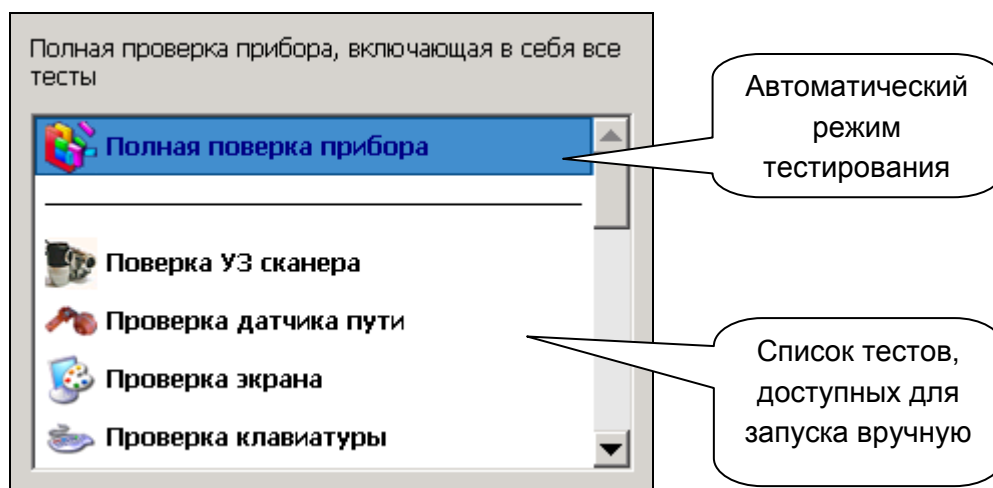 Полная проверка прибора, включающая в себя все
тесты
Полная поверка прибора
Поверка УЗ сканера
Проверка датчика пути
Проверка экрана
Проверка клавиатуры
Автоматический
режим
тестирования
Список тестов,
доступных для
запуска вручную